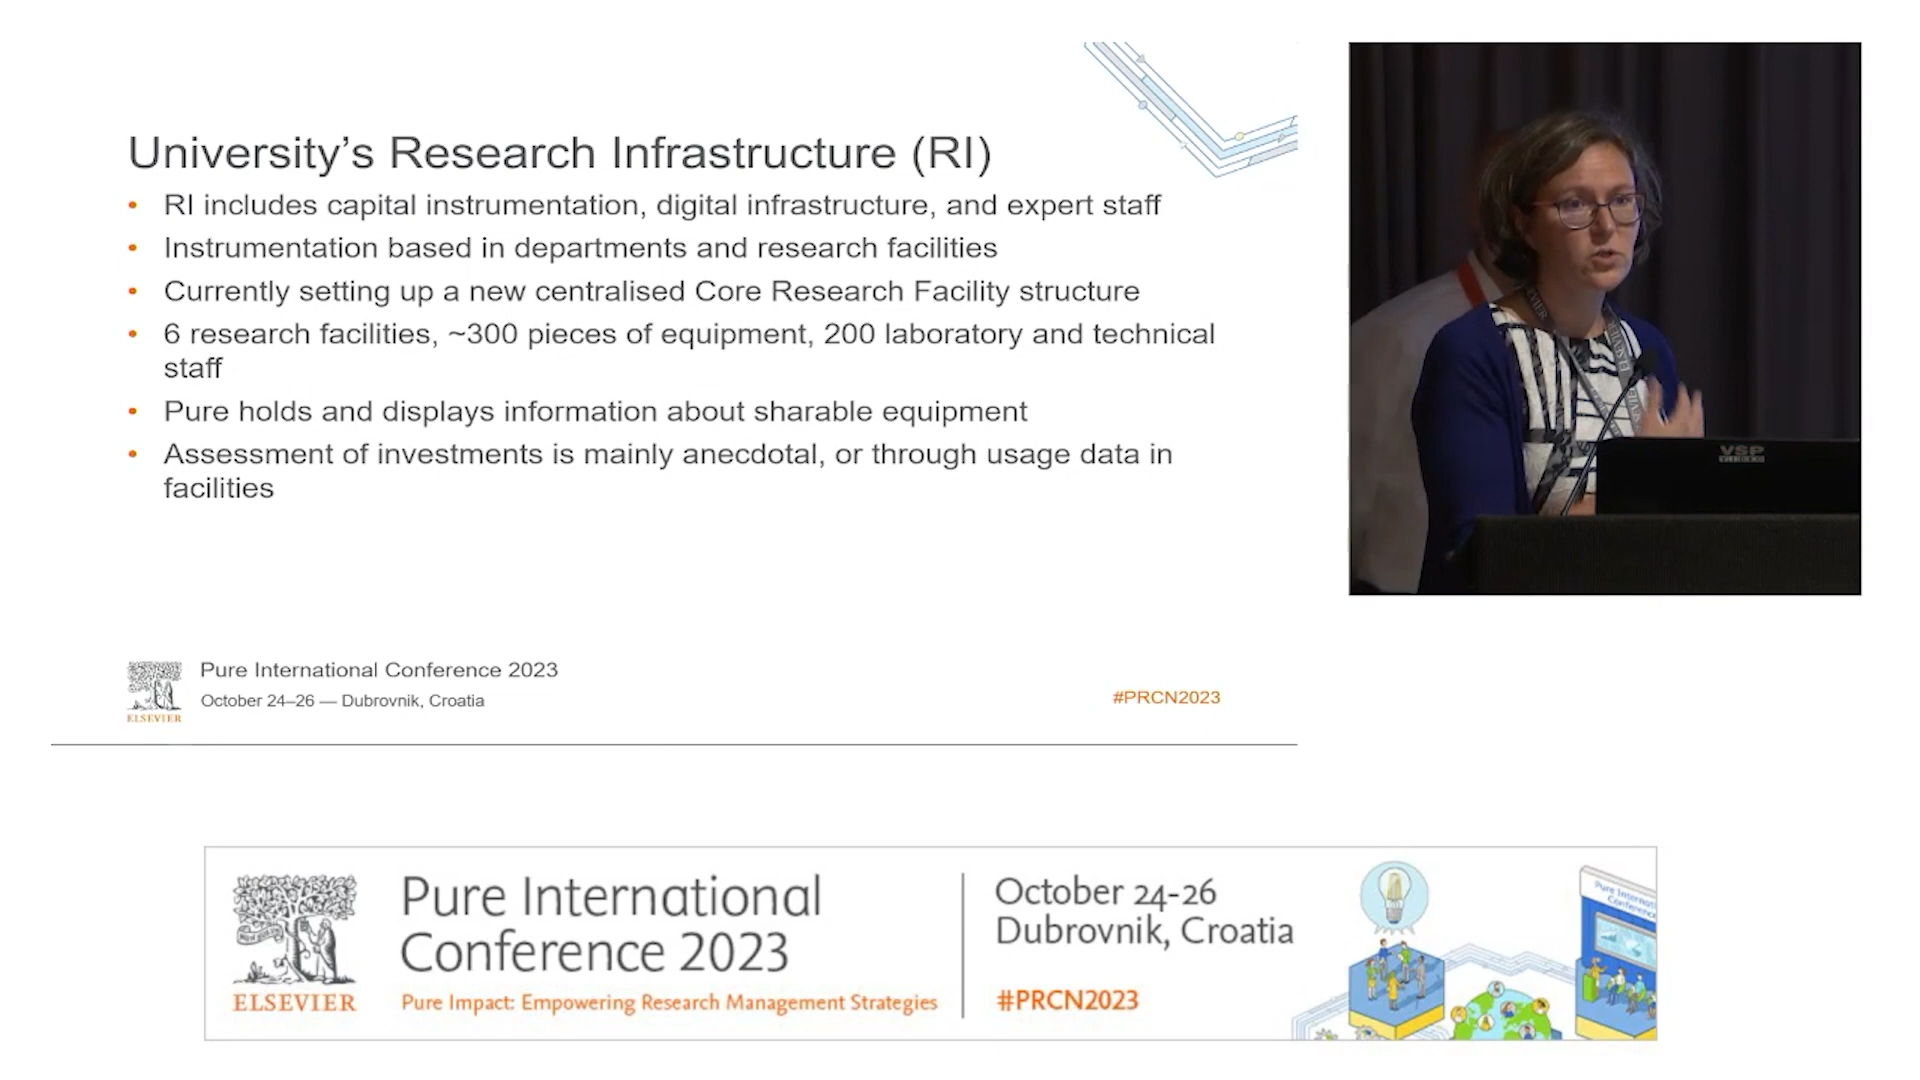 University's Research Infrastructure (RI)
• RI includes capital instrumentation, digital infrastructure, and expert staff
• Instrumentation based in departments and research facilities
• Currently setting up a new centralised Core Research Facility structure
• 6 research facilities, ~300 pieces of equipment, 200 laboratory and technical
staff
• Pure holds and displays information about sharable equipment
• Assessment of investments is mainly anecdotal, or through usage data in
facilities
VSP
ELSEVIER
Pure International Conference 2023
October 24–26 — Dubrovnik, Croatia
#PRCN2023
ELSEVIER
Pure International
Conference 2023
Pure Impact: Empowering Research Management Strategies
October 24-26
Dubrovnik, Croatia
#PRCN2023
Pure Internat
Conference